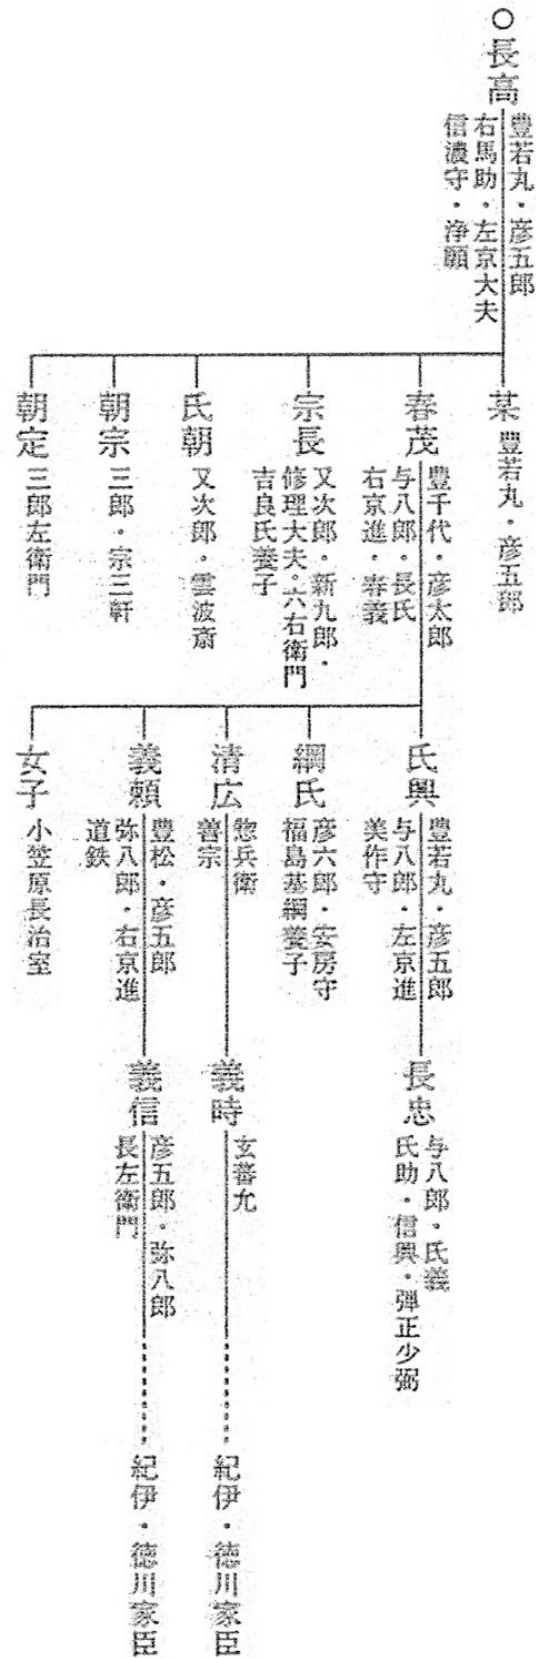 ○長高
豊若丸・彦五郎
右馬助・左京大夫
信濃守・浄願
某
豊若丸・彦五郎
春茂
豊千代・彦太郎
与八郎・長氏
右京進・春義
宗長
又次郎・新九郎・
修理大夫・六右衛門
吉良氏養子
氏朝
又次郎・雲波斎
朝宗
三郎・宗三軒
朝定
三郎左衛門
氏興
豊若丸・彦五郎
与八郎・左京進
美作守
綱氏
彦六郎・安房守
福島基綱養子
清広
惣兵衛
善宗
義頼
豊松・彦五郎
弥八郎・右京進
道鉄
女子
小笠原長治室
長忠
与八郎・氏義
氏助・信興・弾正少弼
義時
玄蕃允
義信
彦五郎・弥八郎
長左衛門
紀伊・徳川家臣
紀伊・徳川家臣